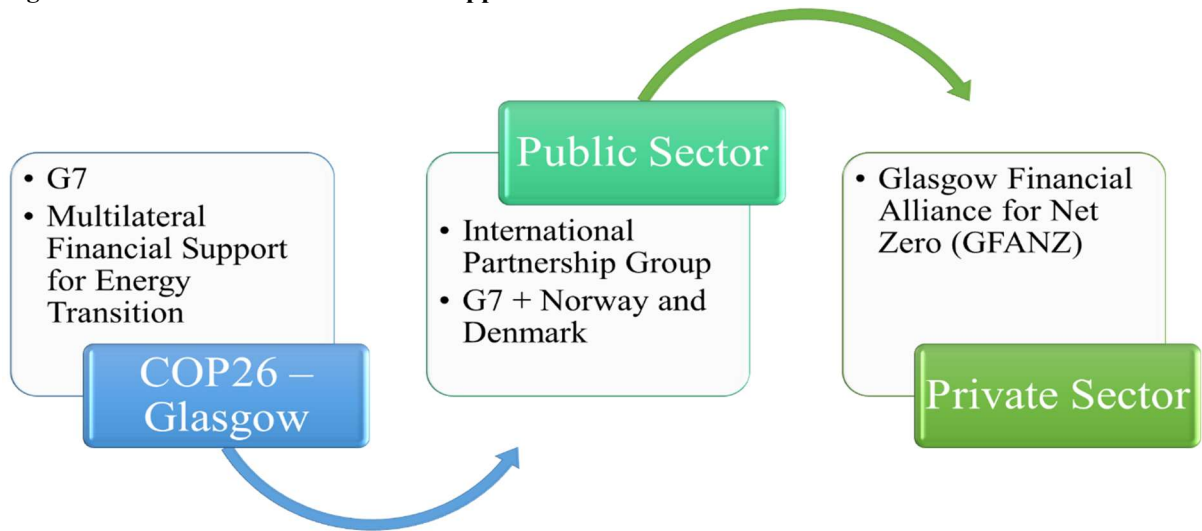 • G7
• Multilateral
Financial Support
for Energy
Transition
COP26 –
Glasgow
Public Sector
• International
Partnership Group
• G7 + Norway and
Denmark
• Glasgow Financial
Alliance for Net
Zero (GFANZ)
Private Sector